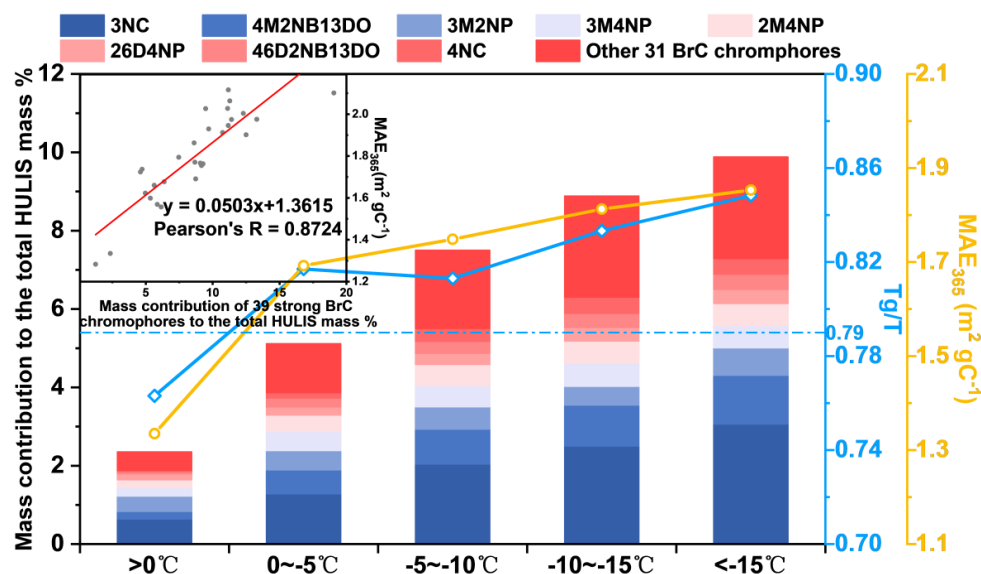 3NC 4M2NB13DO 3M2NP 3M4NP 2M4NP
26D4NP 46D2NB13DO 4NC Other 31 BrC chromphores
Mass contribution to the total HULIS mass %
12
10
8
6
4
2
0
y = 0.0503x+1.3615
Pearson's R = 0.8724
2.0
1.8
1.6
1.4
1.2
MAE365(m² gC⁻¹)
5 10 15 20
Mass contribution of 39 strong BrC
chromophores to the total HULIS mass %
>0℃ 0~-5℃ -5~-10℃ -10~-15℃ <-15℃
0.90
0.86
0.82
0.79
0.78
0.74
0.70
Tg/T
2.1
1.9
1.7
1.5
1.3
1.1
MAE365 (m² gC⁻¹)